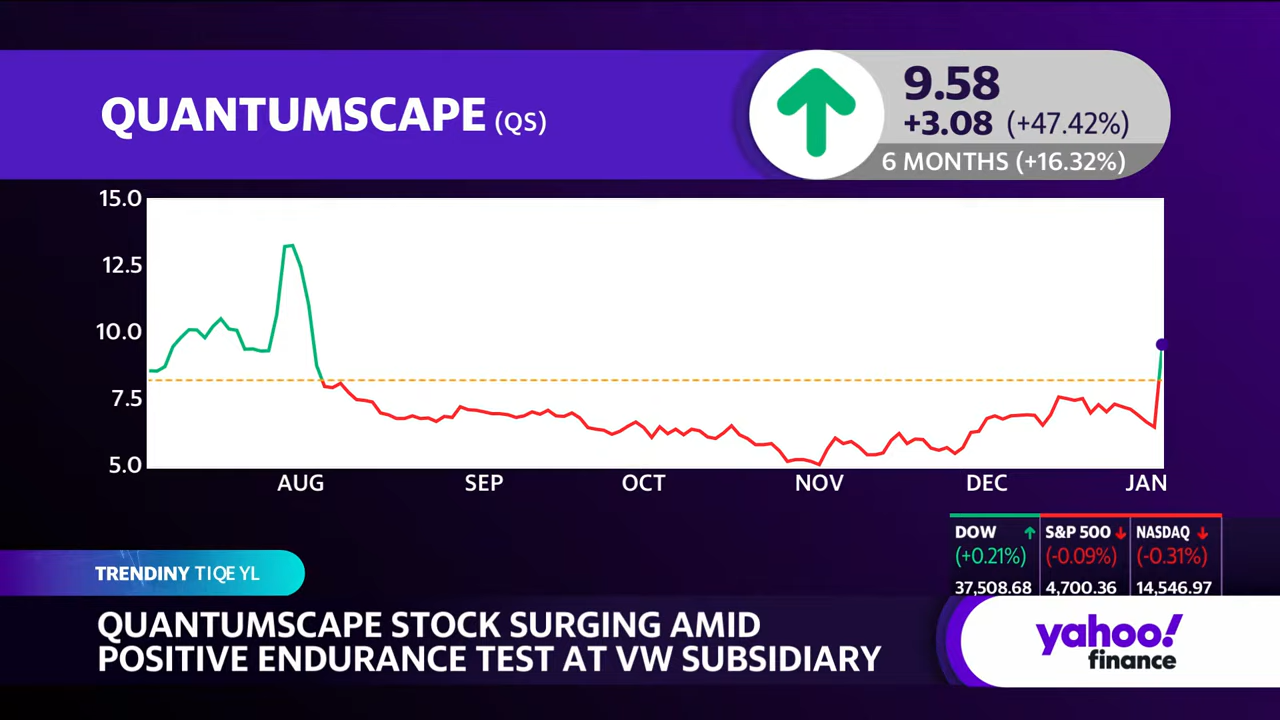 QUANTUMSCAPE (QS)
9.58
+3.08 (+47.42%)
6 MONTHS (+16.32%)
15.0
12.5
10.0
7.5
5.0
AUG SEP OCT NOV DEC JAN
DOW S&P 500 NASDAQ
(+0.21%) (-0.09%) (-0.31%)
37,508.68 4,700.36 14,546.97
TRENDINY TIQE YL
QUANTUMSCAPE STOCK SURGING AMID
POSITIVE ENDURANCE TEST AT VW SUBSIDIARY
yahoo!
finance